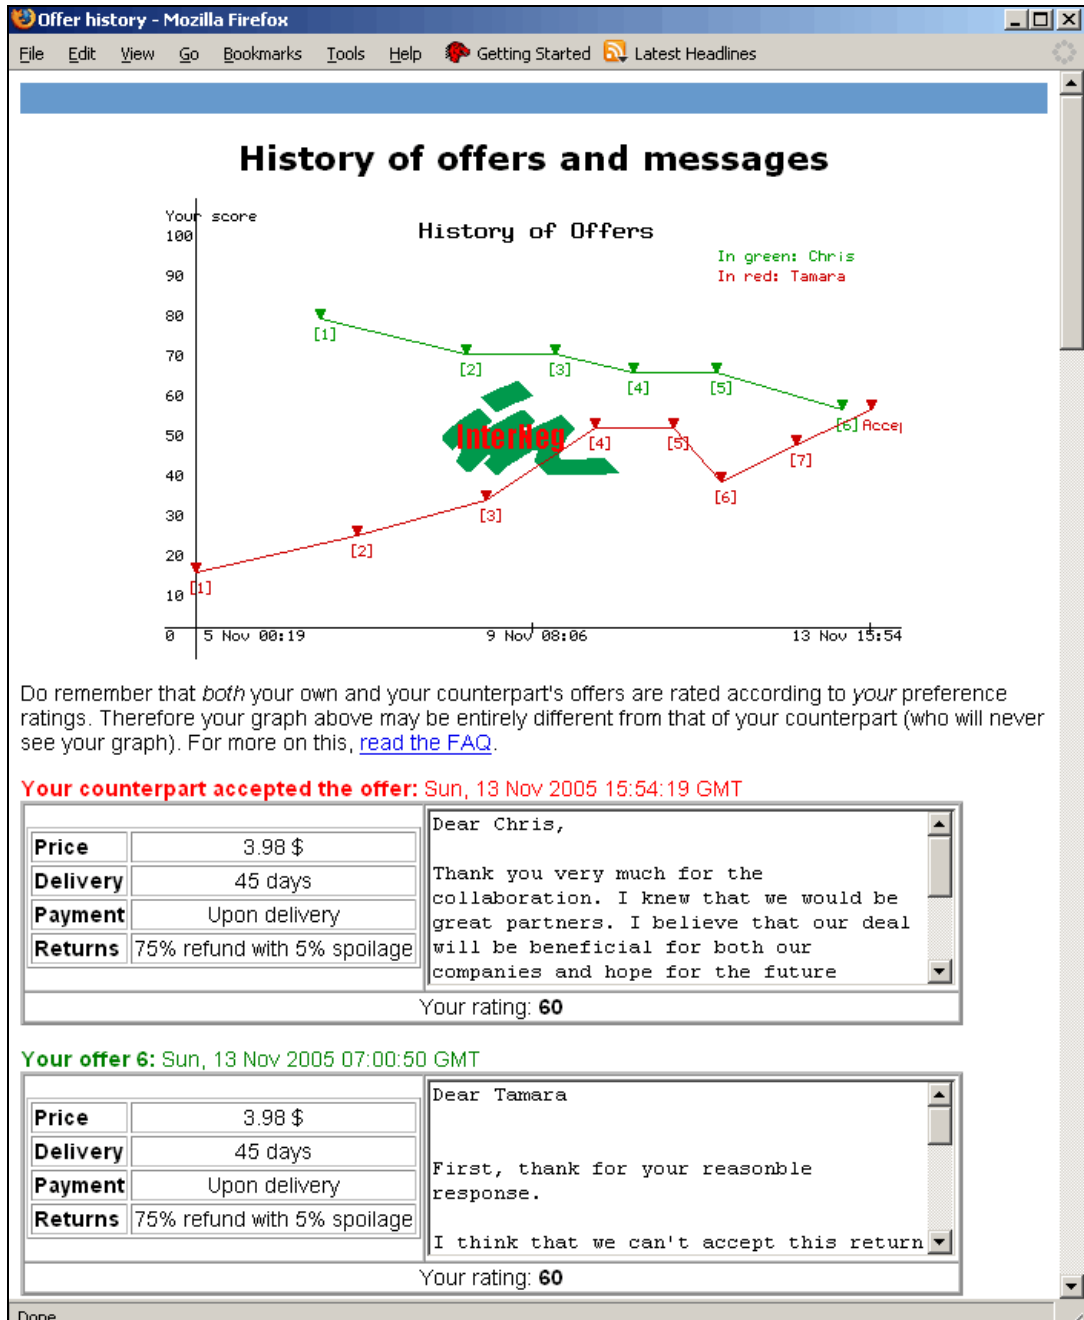 Offer history - Mozilla Firefox
File Edit View Go Bookmarks Tools Help Getting Started Latest Headlines
History of offers and messages
Your score
History of Offers
In green: Chris
In red: Tamara
100
90
80
70
60
50
40
30
20
10
0
[1]
[2]
[3]
[4]
[5]
[6]
InterNeg
[1]
[2]
[3]
[4]
[5]
[6]
[7]
Accep
5 Nov 00:19
9 Nov 08:06
13 Nov 15:54
Do remember that both your own and your counterpart's offers are rated according to your preference
ratings. Therefore your graph above may be entirely different from that of your counterpart (who will never
see your graph). For more on this, read the FAQ.
Your counterpart accepted the offer: Sun, 13 Nov 2005 15:54:19 GMT
Price 3.98 $
Delivery 45 days
Payment Upon delivery
Returns 75% refund with 5% spoilage
Dear Chris,
Thank you very much for the
collaboration. I knew that we would be
great partners. I believe that our deal
will be beneficial for both our
companies and hope for the future
Your rating: 60
Your offer 6: Sun, 13 Nov 2005 07:00:50 GMT
Price 3.98 $
Delivery 45 days
Payment Upon delivery
Returns 75% refund with 5% spoilage
Dear Tamara
First, thank for your reasonble
response.
I think that we can't accept this return
Your rating: 60
Done